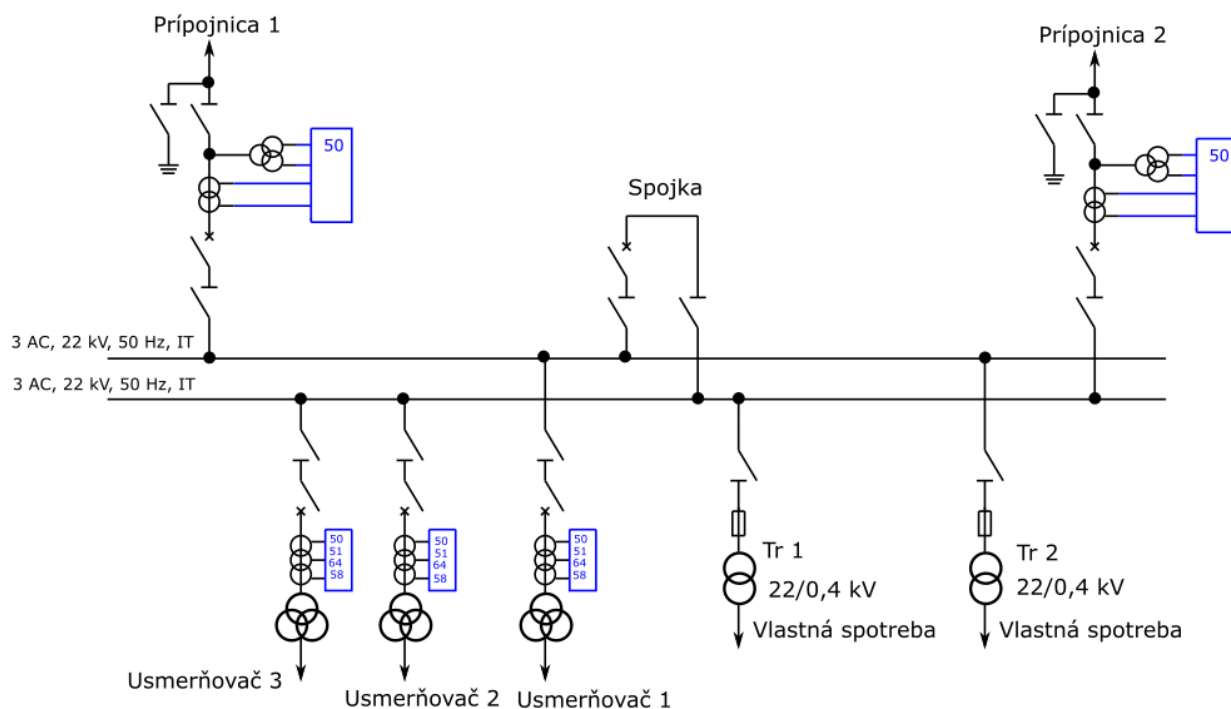 Prípojnica 1
Prípojnica 2
50
50
Spojka
3 AC, 22 kV, 50 Hz, IT
3 AC, 22 kV, 50 Hz, IT
50
51
64
58
50
51
64
58
50
51
64
58
Tr 1
22/0,4 kV
Vlastná spotreba
Tr 2
22/0,4 kV
Vlastná spotreba
Usmerňovač 3
Usmerňovač 2
Usmerňovač 1